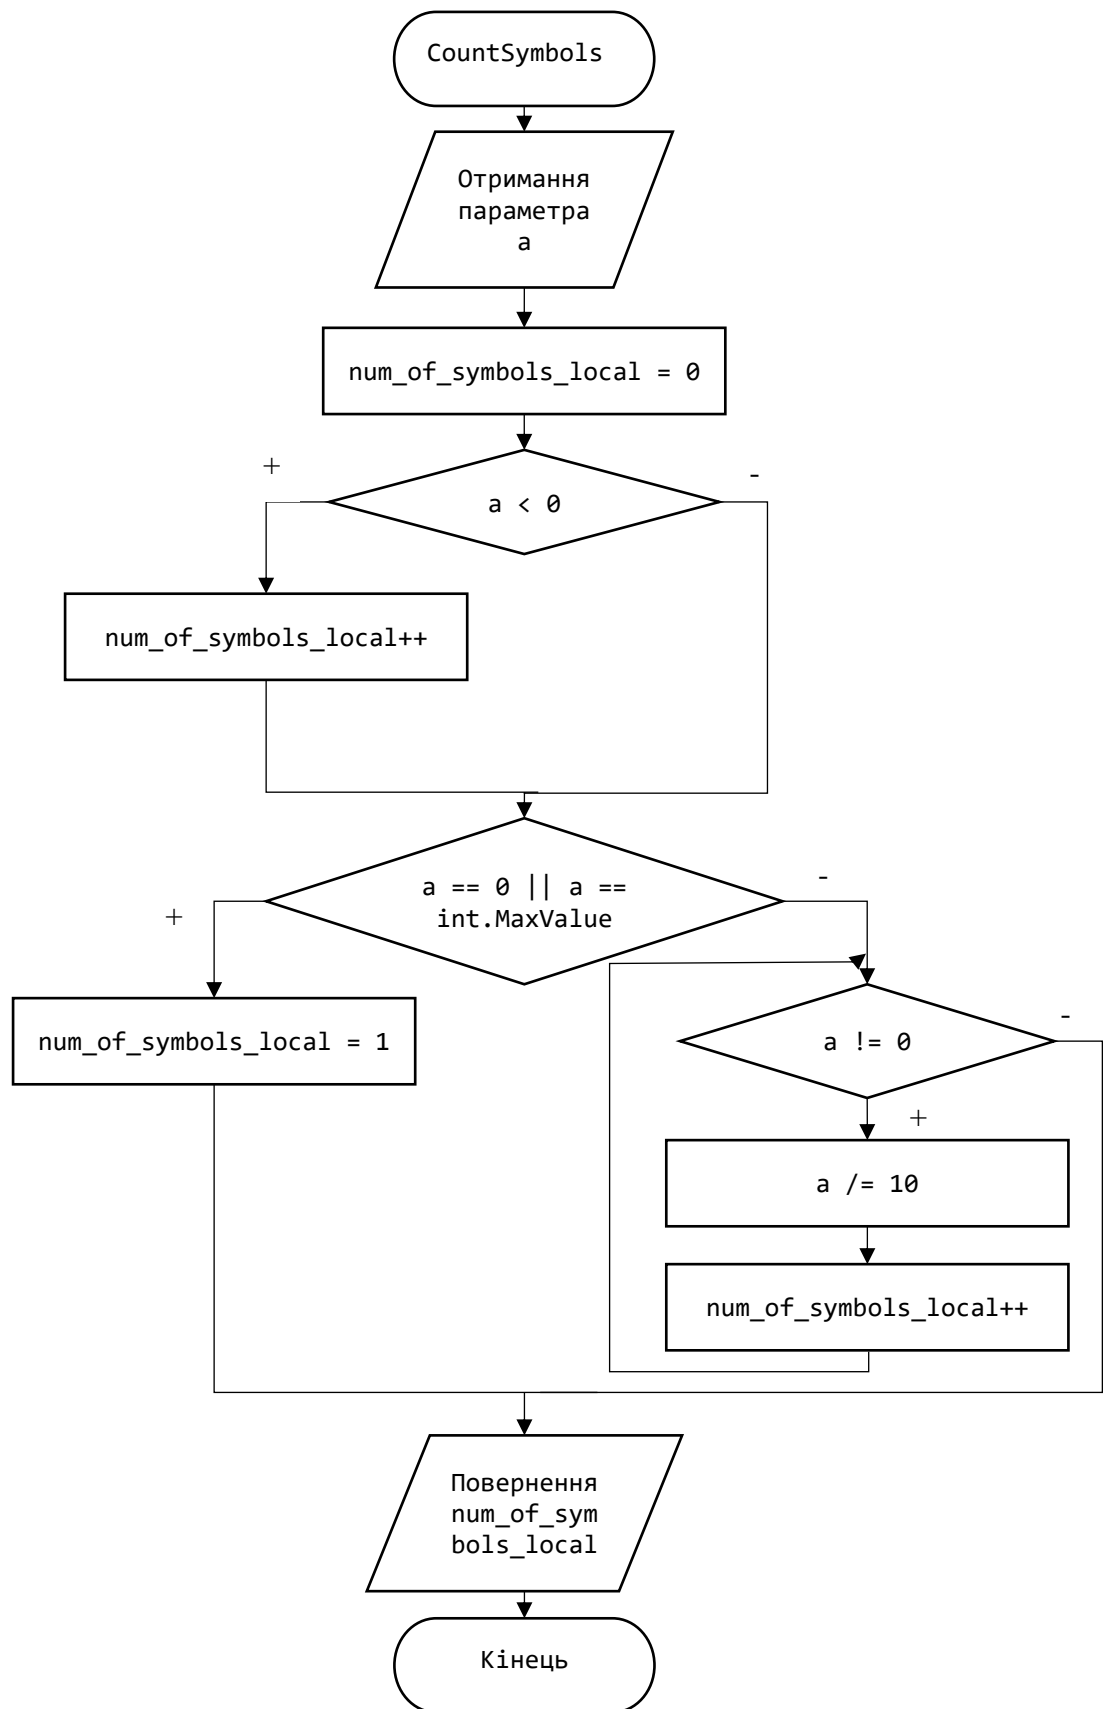 CountSymbols
Отримання
параметра
a
num_of_symbols_local = 0
+
-
a < 0
num_of_symbols_local++
a == 0 || a ==
int.MaxValue
-
+
num_of_symbols_local = 1
-
a != 0
+
a /= 10
num_of_symbols_local++
Повернення
num_of_sym
bols_local
Кінець